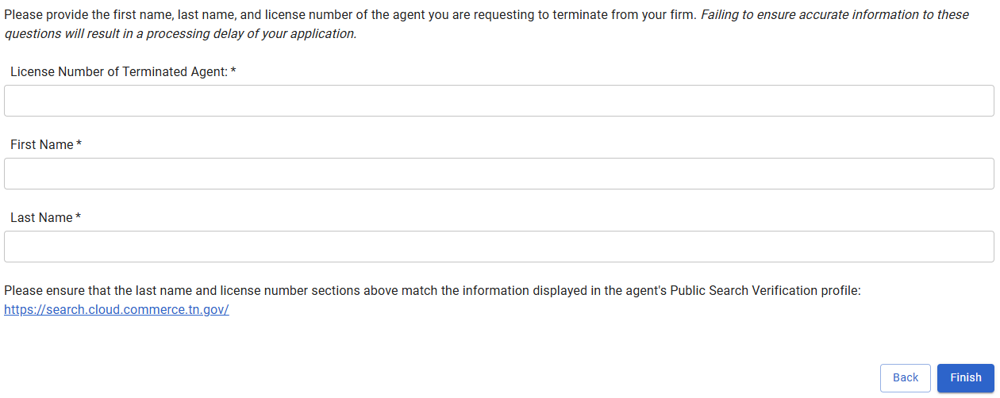 Please provide the first name, last name, and license number of the agent you are requesting to terminate from your firm. Failing to ensure accurate information to these
questions will result in a processing delay of your application.
License Number of Terminated Agent: *
First Name *
Last Name *
Please ensure that the last name and license number sections above match the information displayed in the agent's Public Search Verification profile:
https://search.cloud.commerce.tn.gov/
Back Finish